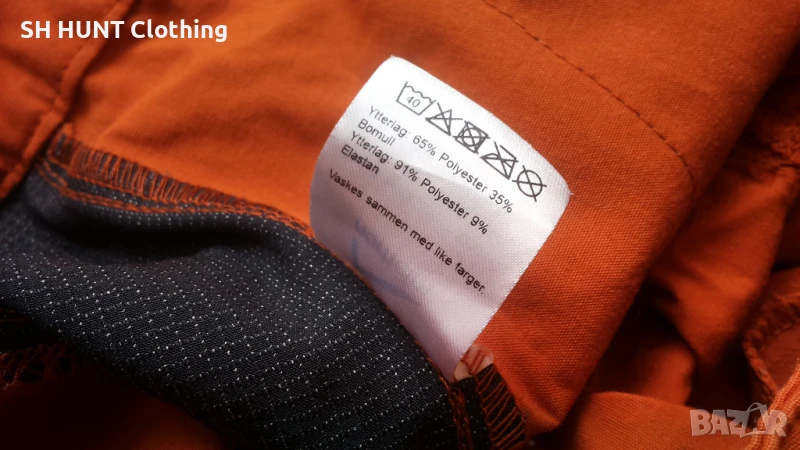 SH HUNT Clothing
40
Ytterlag: 65% Polyester 35%
Bomull
Ytterlag: 91% Polyester 9%
Elastan
Vaskes sammen med like farger.
BAZAR